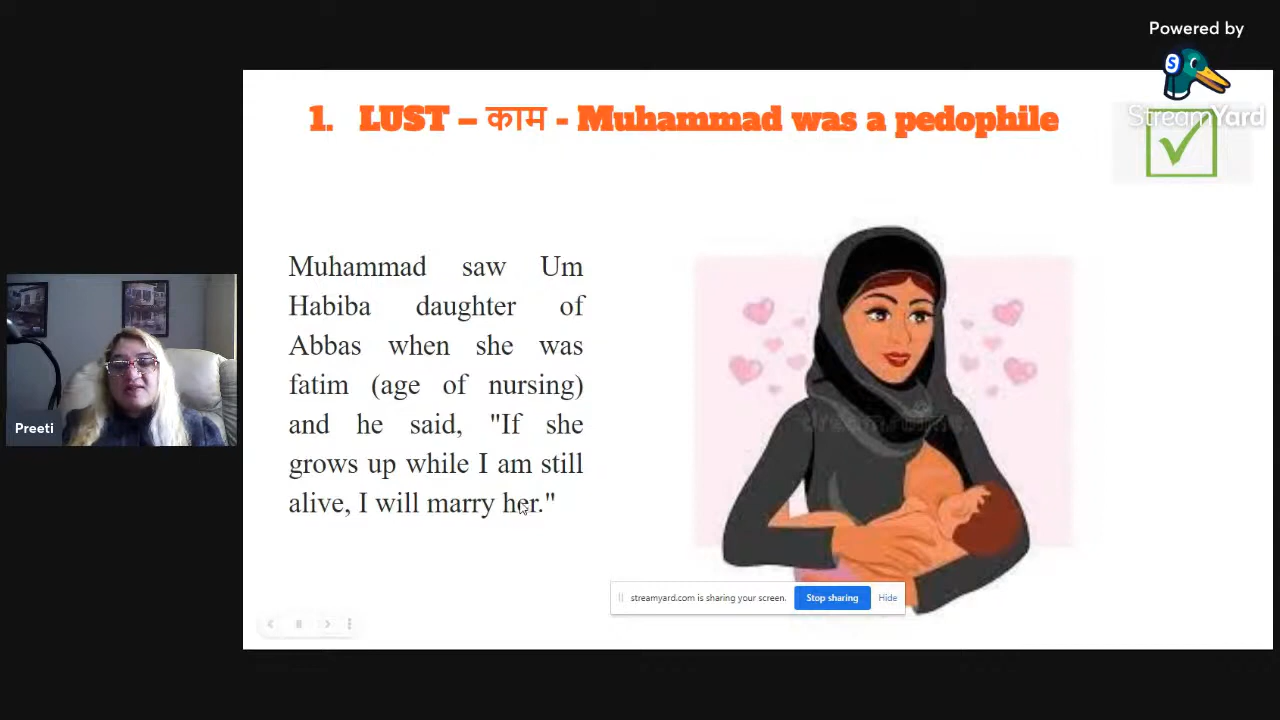 Powered by
StreamYard
1. LUST – काम - Muhammad was a pedophile
Muhammad saw Um
Habiba daughter of
Abbas when she was
fatim (age of nursing)
and he said, "If she
grows up while I am still
alive, I will marry her."
Preeti
streamyard.com is sharing your screen. Stop sharing Hide